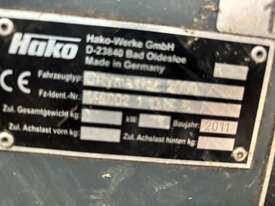 Hako
Hako-Werke GmbH
D-23840 Bad Oldesloe
Made in Germany
CE Fahrzeugtyp:
Fz-Ident.-Nr.
Zul. Gesamtgewicht kg kW Baujahr: 2011
Zul. Achslast vorn kg Zul. Achslast hinten kg